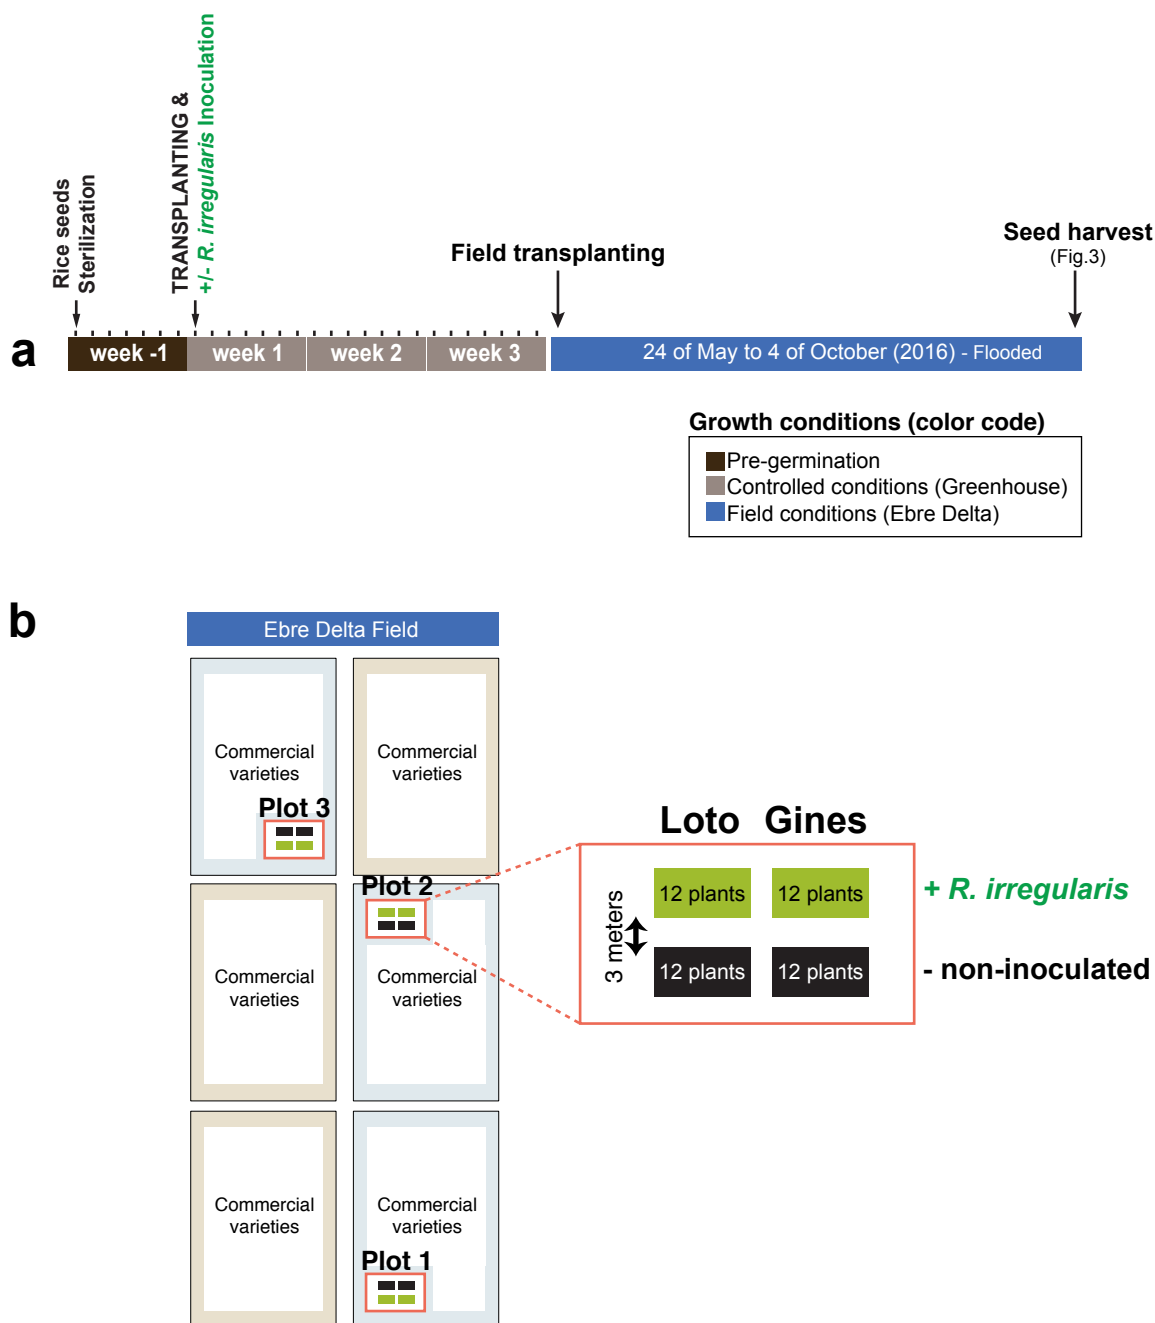 Rice seeds
Sterilization
TRANSPLANTING &
+/- R. irregularis Inoculation
Field transplanting
Seed harvest
(Fig.3)
a
week -1
week 1
week 2
week 3
24 of May to 4 of October (2016) - Flooded
Growth conditions (color code)
Pre-germination
Controlled conditions (Greenhouse)
Field conditions (Ebre Delta)
b
Ebre Delta Field
Commercial
varieties
Plot 3
Commercial
varieties
Commercial
varieties
Plot 2
Commercial
varieties
Commercial
varieties
Commercial
varieties
Plot 1
Loto
Gines
3 meters
12 plants
12 plants
+ R. irregularis
12 plants
12 plants
- non-inoculated